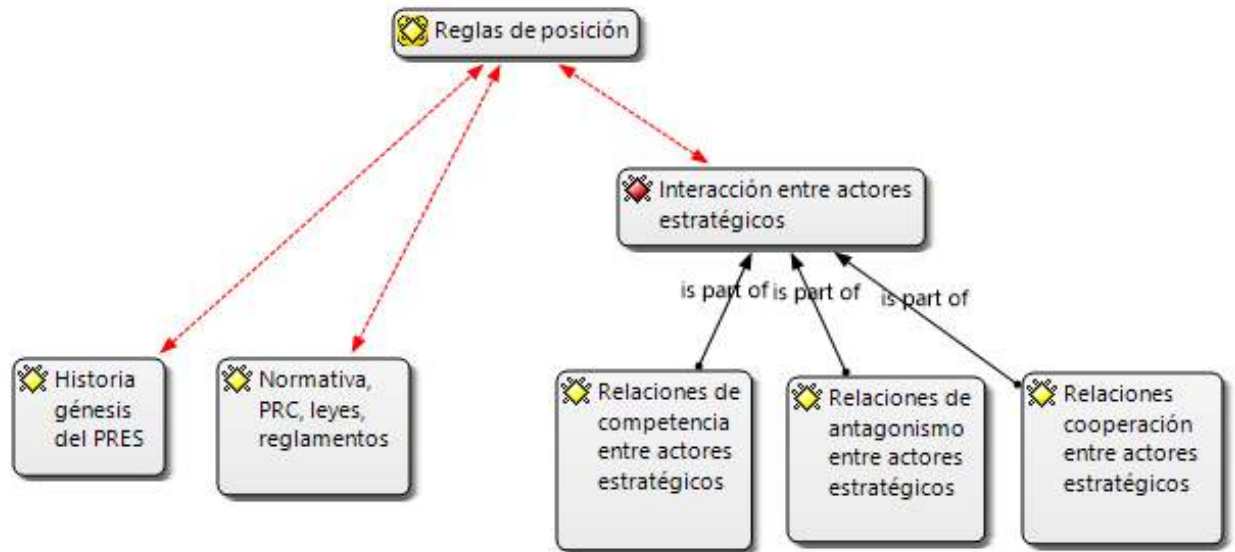 Reglas de posición
Interacción entre actores
estratégicos
is part of
is part of
is part of
Historia
génesis
del PRES
Normativa,
PRC, leyes,
reglamentos
Relaciones de
competencia
entre actores
estratégicos
Relaciones de
antagonismo
entre actores
estratégicos
Relaciones
cooperación
entre actores
estratégicos